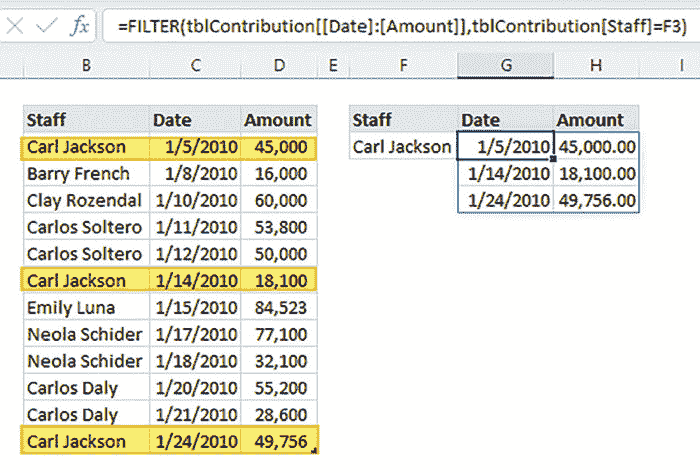 fx =FILTER(tblContribution[[Date]:[Amount]],tblContribution[Staff]=F3)
B C D E F G H I
Staff Date Amount Staff Date Amount
Carl Jackson 1/5/2010 45,000 Carl Jackson 1/5/2010 45,000.00
Barry French 1/8/2010 16,000 1/14/2010 18,100.00
Clay Rozendal 1/10/2010 60,000 1/24/2010 49,756.00
Carlos Soltero 1/11/2010 53,800
Carlos Soltero 1/12/2010 50,000
Carl Jackson 1/14/2010 18,100
Emily Luna 1/15/2010 84,523
Neola Schider 1/17/2010 77,100
Neola Schider 1/18/2010 32,100
Carlos Daly 1/20/2010 55,200
Carlos Daly 1/21/2010 28,600
Carl Jackson 1/24/2010 49,756